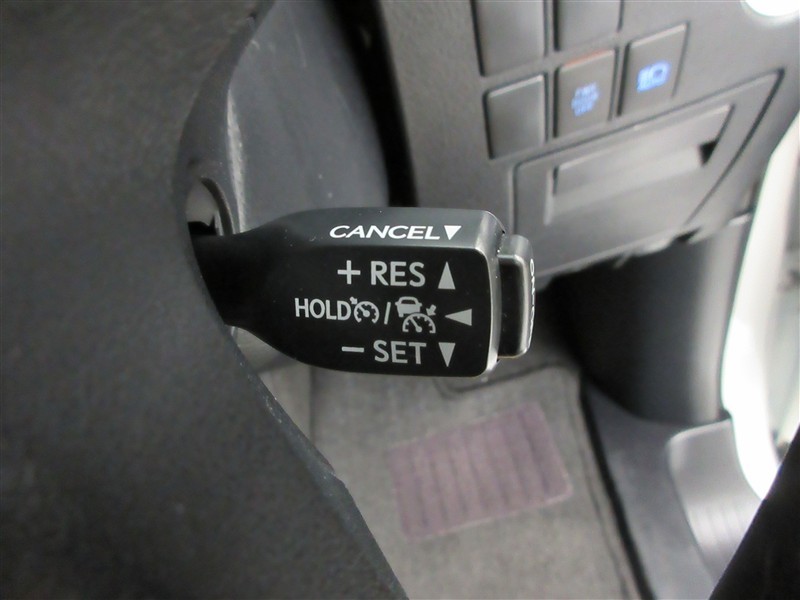 CANCEL▼
+ RES ▲
HOLD / ◀
− SET ▼